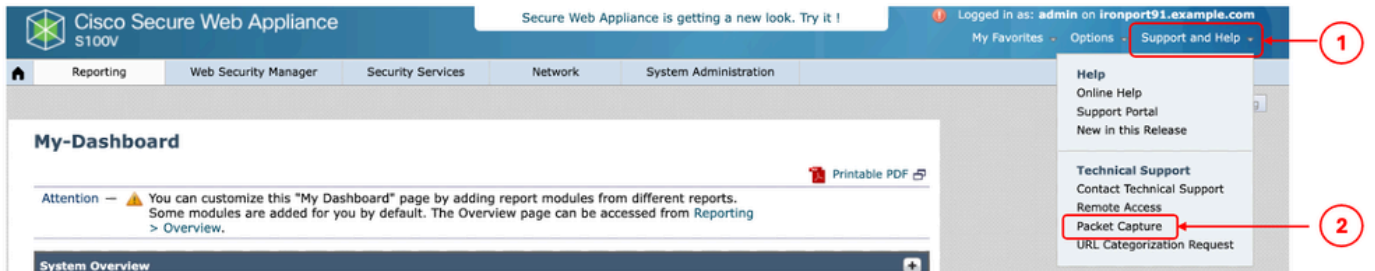 Cisco Secure Web Appliance
S100V
Secure Web Appliance is getting a new look. Try it !
Logged in as: admin on ironport91.example.com
My Favorites Options Support and Help
1
Reporting Web Security Manager Security Services Network System Administration
Help
Online Help
Support Portal
New in this Release
My-Dashboard
Printable PDF
Attention — You can customize this "My Dashboard" page by adding report modules from different reports.
Some modules are added for you by default. The Overview page can be accessed from Reporting
> Overview.
Technical Support
Contact Technical Support
Remote Access
Packet Capture
2
URL Categorization Request
System Overview